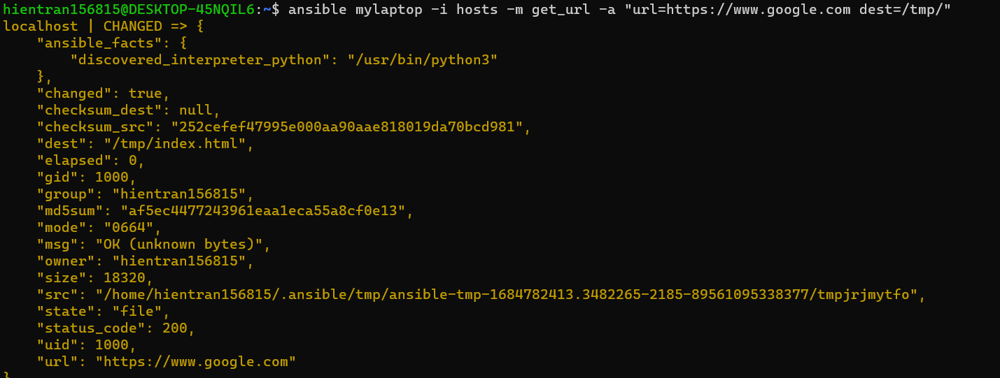 hientran156815@DESKTOP-45NQIL6:~$ ansible mylaptop -i hosts -m get_url -a "url=https://www.google.com dest=/tmp/"
localhost | CHANGED => {
    "ansible_facts": {
        "discovered_interpreter_python": "/usr/bin/python3"
    },
    "changed": true,
    "checksum_dest": null,
    "checksum_src": "252cefef47995e000aa90aae818019da70bcd981",
    "dest": "/tmp/index.html",
    "elapsed": 0,
    "gid": 1000,
    "group": "hientran156815",
    "md5sum": "af5ec4477243961eaa1eca55a8cf0e13",
    "mode": "0664",
    "msg": "OK (unknown bytes)",
    "owner": "hientran156815",
    "size": 18320,
    "src": "/home/hientran156815/.ansible/tmp/ansible-tmp-1684782413.3482265-2185-89561095338377/tmpjrjmytfo",
    "state": "file",
    "status_code": 200,
    "uid": 1000,
    "url": "https://www.google.com"
}